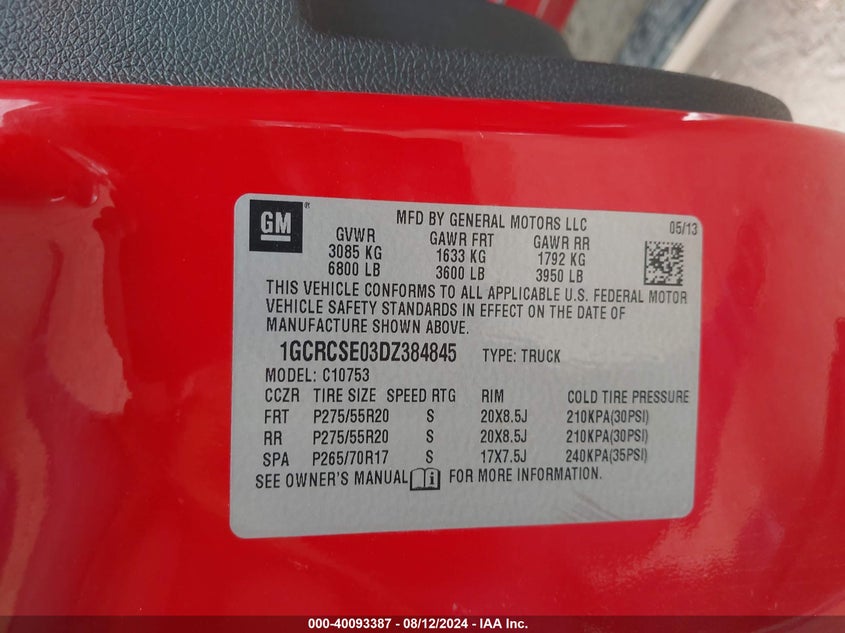 GM ®
MFD BY GENERAL MOTORS LLC 05/13
GVWR GAWR FRT GAWR RR
3085 KG 1633 KG 1792 KG
6800 LB 3600 LB 3950 LB
THIS VEHICLE CONFORMS TO ALL APPLICABLE U.S. FEDERAL MOTOR
VEHICLE SAFETY STANDARDS IN EFFECT ON THE DATE OF
MANUFACTURE SHOWN ABOVE.
1GCRCSE03DZ384845 TYPE: TRUCK
MODEL: C10753
CCZR TIRE SIZE SPEED RTG RIM COLD TIRE PRESSURE
FRT P275/55R20 S 20X8.5J 210KPA(30PSI)
RR P275/55R20 S 20X8.5J 210KPA(30PSI)
SPA P265/70R17 S 17X7.5J 240KPA(35PSI)
SEE OWNER'S MANUAL i FOR MORE INFORMATION.
000-40093387 - 08/12/2024 - IAA Inc.